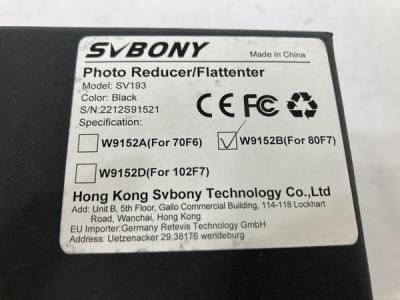 SVBONY
Made in China
Photo Reducer/Flattenter
Model: SV193
Color: Black
S/N:2212S91521
Specification:
CE FC
W9152A(For 70F6)
W9152B(For 80F7)
W9152D(For 102F7)
Hong Kong Svbony Technology Co.,Ltd
Add: Unit B, 5th Floor, Gallo Commercial Building, 114-118 Lockhart
Road, Wanchai, Hong Kong
EU Importer:Germany Retevis Technology GmbH
Address: Uetzenacker 29,38176 wendeburg